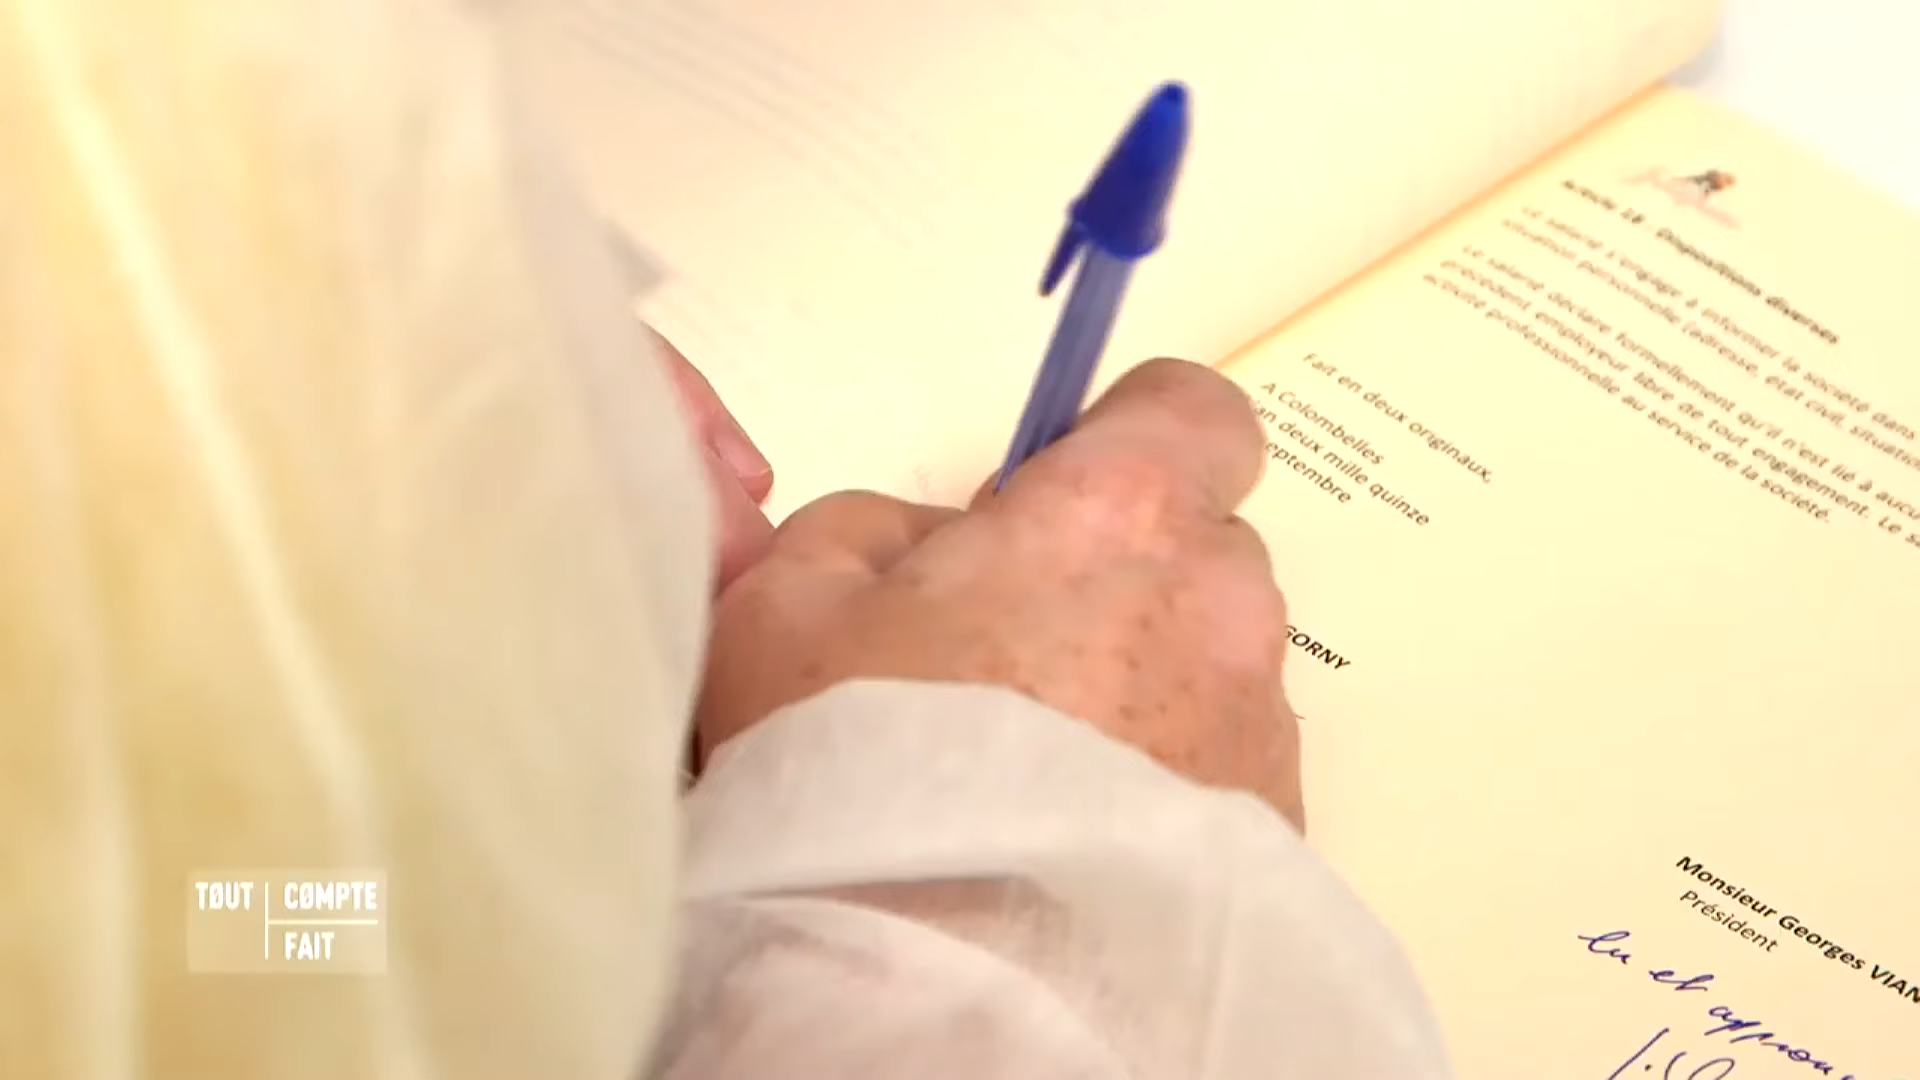 Article 18 - Dispositions diverses
Le salarié s'engage à informer la société dans
situation personnelle (adresse, état civil, situation
Le salarié déclare formellement qu'il n'est lié à aucu
précédent employeur libre de tout engagement. Le sa
activité professionnelle au service de la société.
Fait en deux originaux,
A Colombelles
an deux mille quinze
eptembre
GORNY
Monsieur Georges VIAN
Président
lu et approu
TØUT CØMPTE
FAIT